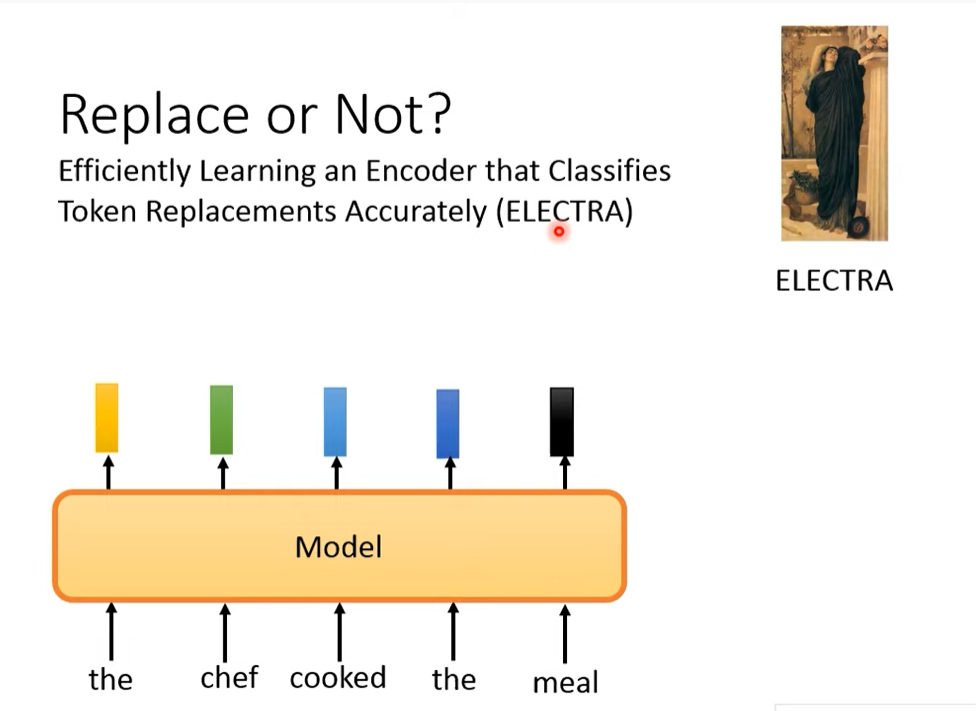 Replace or Not?
Efficiently Learning an Encoder that Classifies
Token Replacements Accurately (ELECTRA)
ELECTRA
Model
the chef cooked the meal